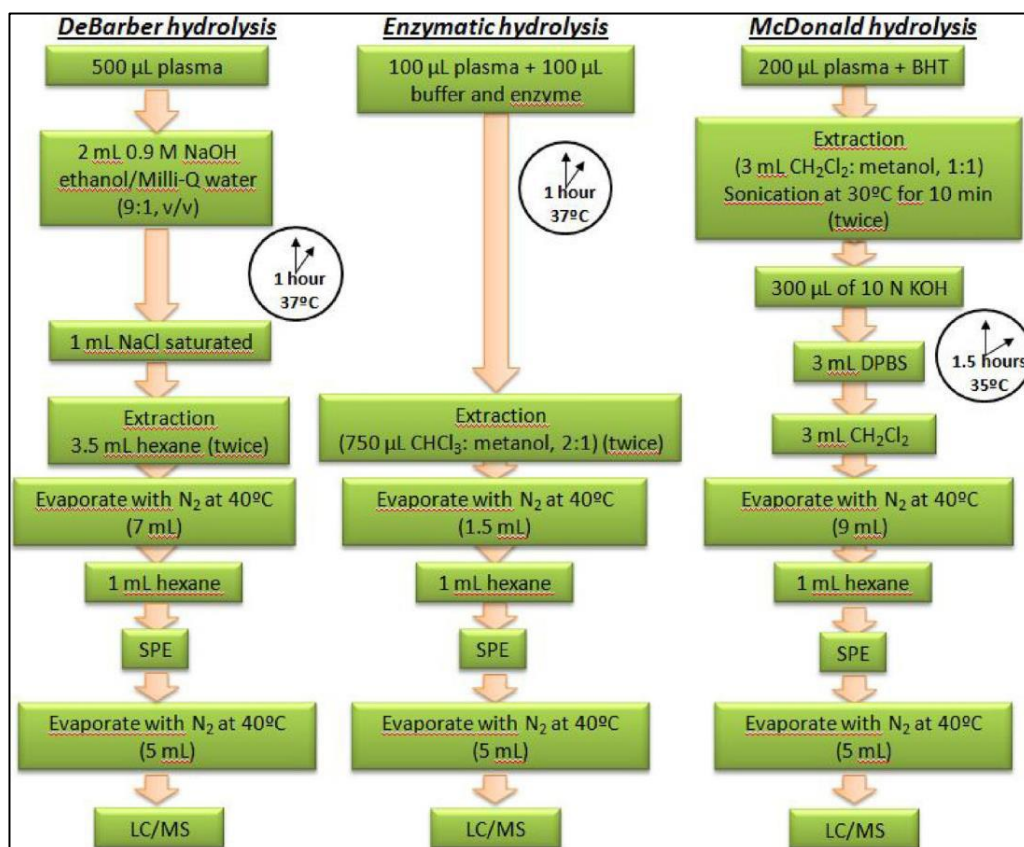 DeBarber hydrolysis
500 µL plasma
2 mL 0.9 M NaOH
ethanol/Milli-Q water
(9:1, v/v)
1 hour
37ºC
1 mL NaCl saturated
Extraction
3.5 mL hexane (twice)
Evaporate with N₂ at 40ºC
(7 mL)
1 mL hexane
SPE
Evaporate with N₂ at 40ºC
(5 mL)
LC/MS
Enzymatic hydrolysis
100 µL plasma + 100 µL
buffer and enzyme
1 hour
37ºC
Extraction
(750 µL CHCl₃: metanol, 2:1) (twice)
Evaporate with N₂ at 40ºC
(1.5 mL)
1 mL hexane
SPE
Evaporate with N₂ at 40ºC
(5 mL)
LC/MS
McDonald hydrolysis
200 µL plasma + BHT
Extraction
(3 mL CH₂Cl₂: metanol, 1:1)
Sonication at 30ºC for 10 min
(twice)
300 µL of 10 N KOH
1.5 hours
35ºC
3 mL DPBS
3 mL CH₂Cl₂
Evaporate with N₂ at 40ºC
(9 mL)
1 mL hexane
SPE
Evaporate with N₂ at 40ºC
(5 mL)
LC/MS